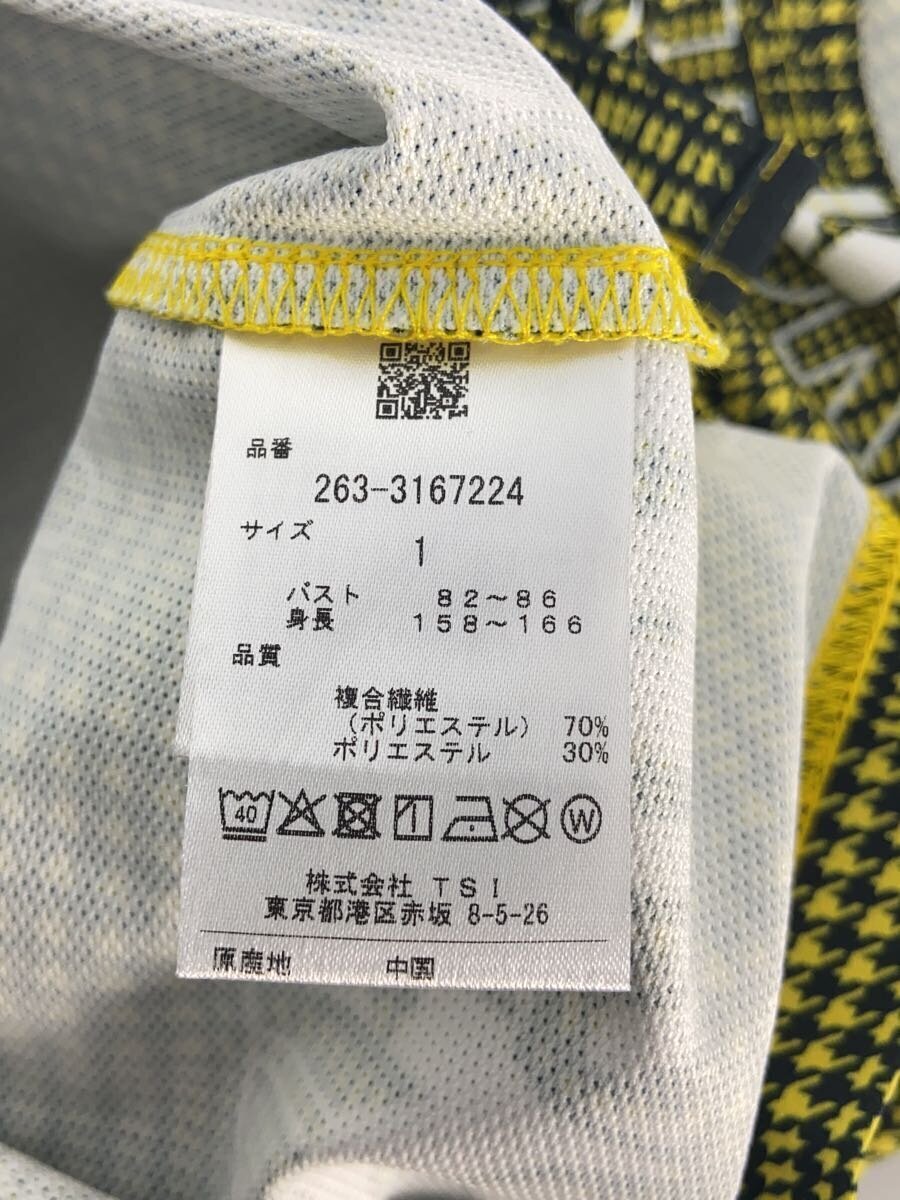 品番
263-3167224
サイズ
1
バスト 82～86
身長 158～166
品質
複合繊維
(ポリエステル) 70%
ポリエステル 30%
40
W
株式会社 TSI
東京都港区赤坂 8-5-26
原産地 中国